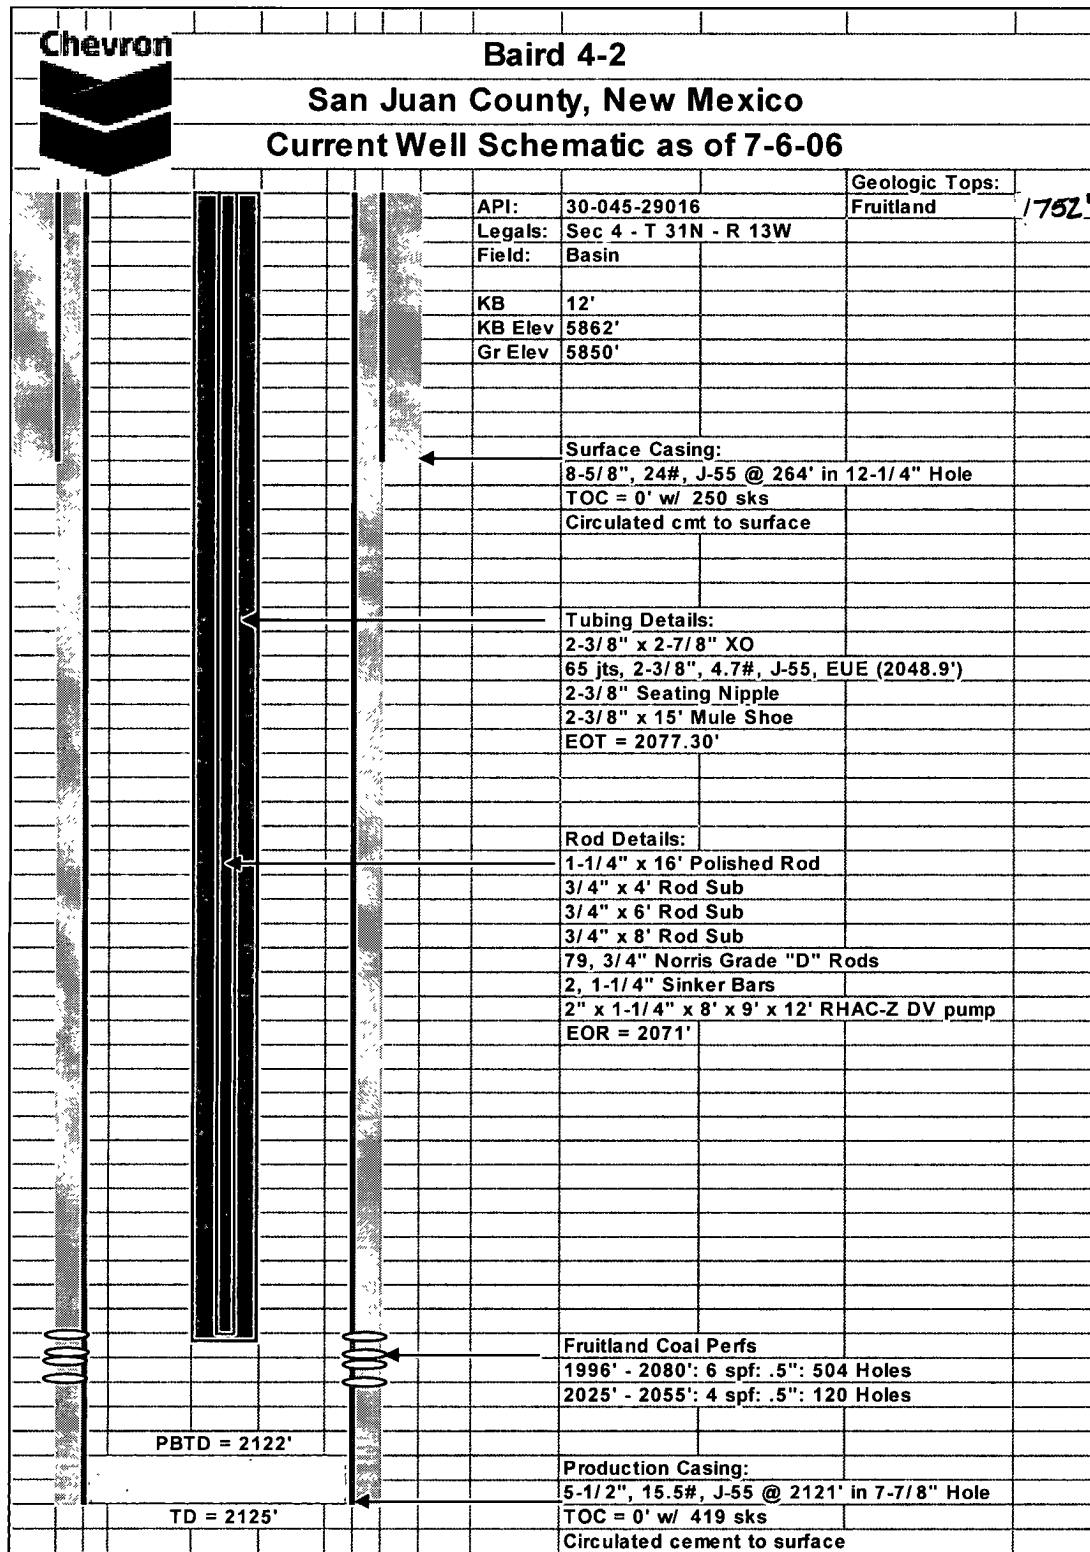 Chevron
Baird 4-2
San Juan County, New Mexico
Current Well Schematic as of 7-6-06
Geologic Tops:
API: 30-045-29016 Fruitland 1752'
Legals: Sec 4 - T 31N - R 13W
Field: Basin
KB 12'
KB Elev 5862'
Gr Elev 5850'
Surface Casing:
8-5/8", 24#, J-55 @ 264' in 12-1/4" Hole
TOC = 0' w/ 250 sks
Circulated cmt to surface
Tubing Details:
2-3/8" x 2-7/8" XO
65 jts, 2-3/8", 4.7#, J-55, EUE (2048.9')
2-3/8" Seating Nipple
2-3/8" x 15' Mule Shoe
EOT = 2077.30'
Rod Details:
1-1/4" x 16' Polished Rod
3/4" x 4' Rod Sub
3/4" x 6' Rod Sub
3/4" x 8' Rod Sub
79, 3/4" Norris Grade "D" Rods
2, 1-1/4" Sinker Bars
2" x 1-1/4" x 8' x 9' x 12' RHAC-Z DV pump
EOR = 2071'
Fruitland Coal Perfs
1996' - 2080': 6 spf: .5": 504 Holes
2025' - 2055': 4 spf: .5": 120 Holes
PBTD = 2122'
Production Casing:
5-1/2", 15.5#, J-55 @ 2121' in 7-7/8" Hole
TD = 2125'
TOC = 0' w/ 419 sks
Circulated cement to surface